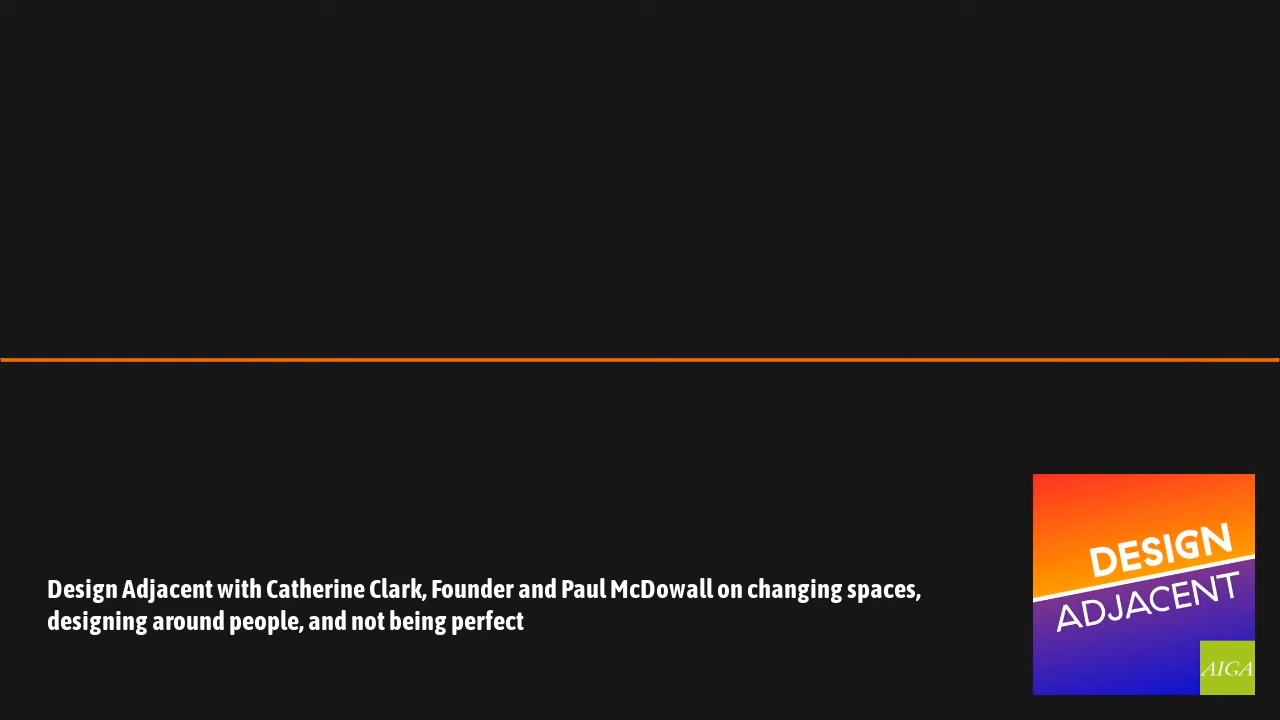 Design Adjacent with Catherine Clark, Founder and Paul McDowall on changing spaces,
designing around people, and not being perfect
DESIGN
ADJACENT
AIGA